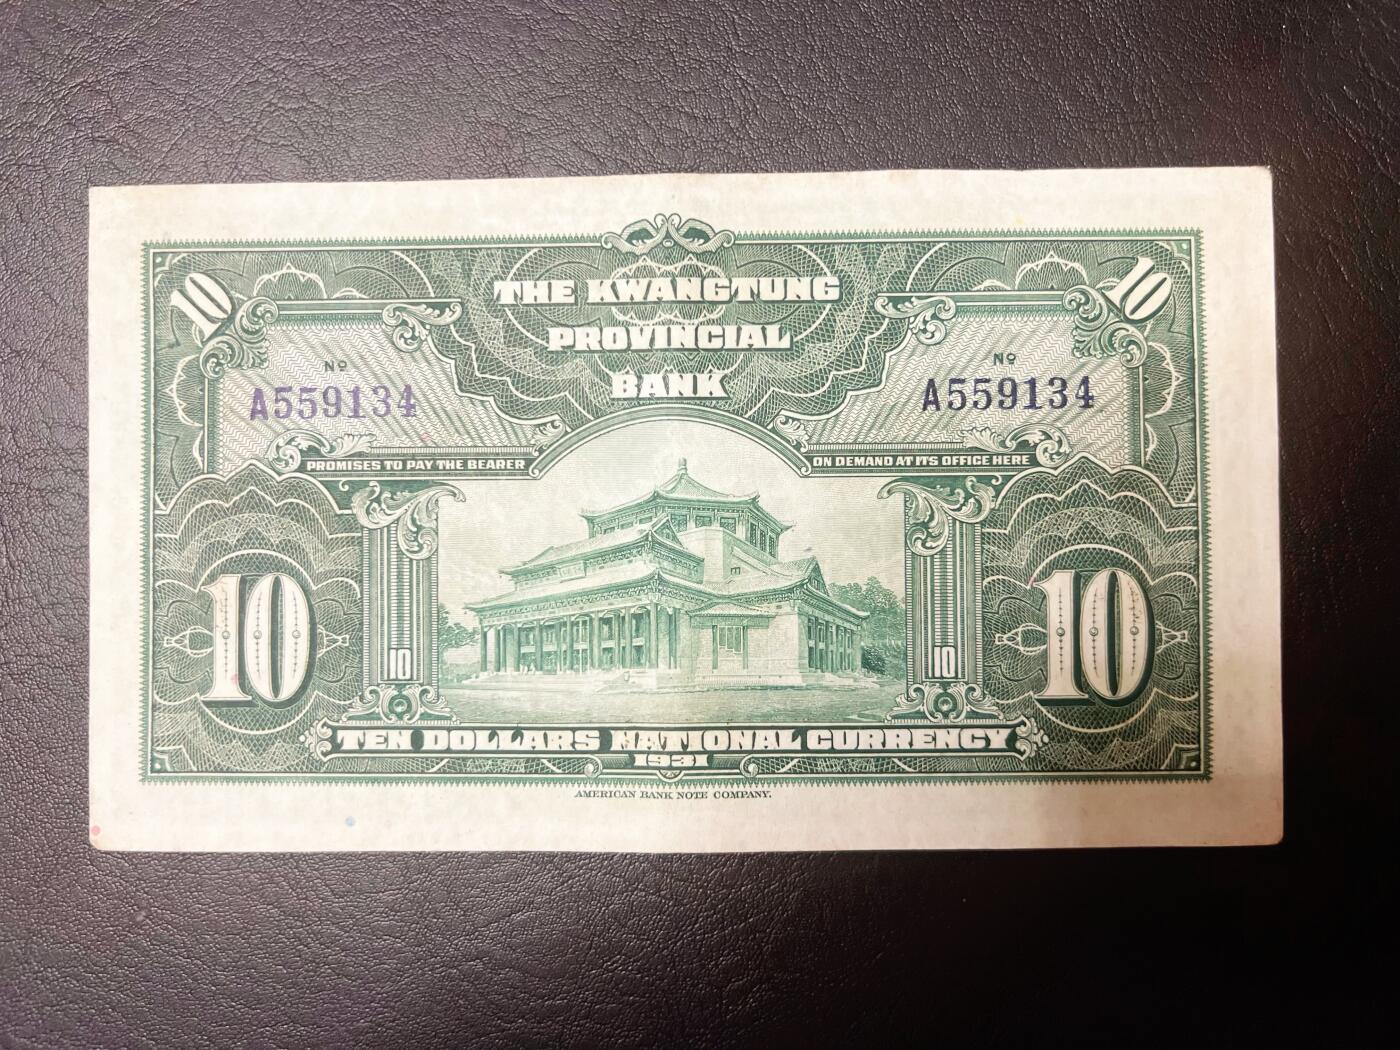 10
10
THE KWANGTUNG
PROVINCIAL
BANK
Nº
A559134
Nº
A559134
PROMISES TO PAY THE BEARER
ON DEMAND AT ITS OFFICE HERE
10
10
10
10
TEN DOLLARS NATIONAL CURRENCY
1931
AMERICAN BANK NOTE COMPANY.